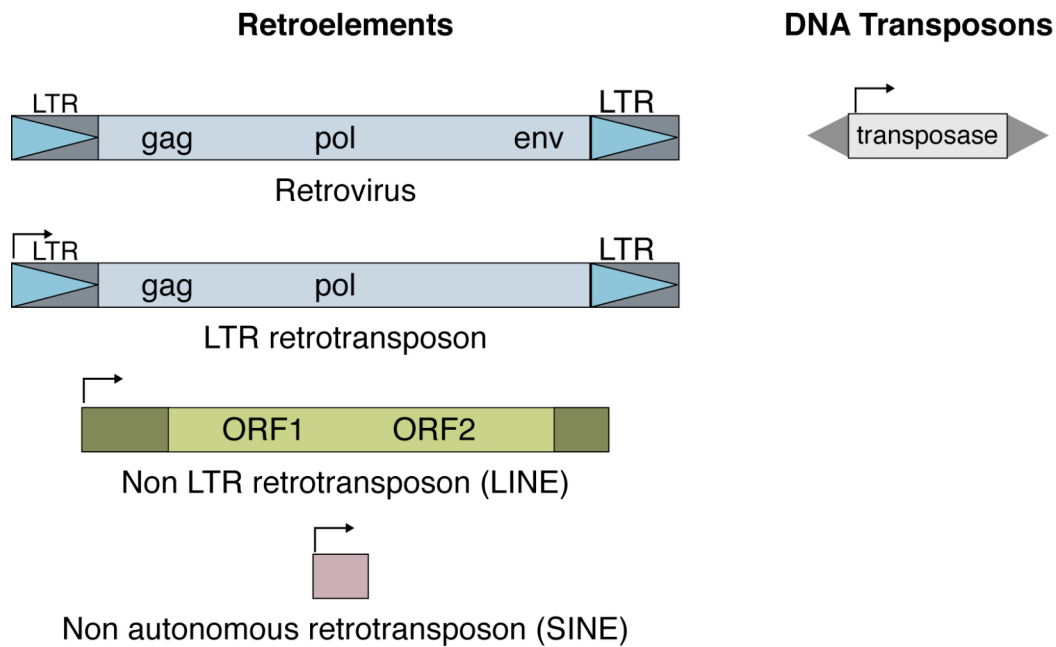 Retroelements
DNA Transposons
LTR
LTR
gag
pol
env
transposase
Retrovirus
LTR
LTR
gag
pol
LTR retrotransposon
ORF1
ORF2
Non LTR retrotransposon (LINE)
Non autonomous retrotransposon (SINE)